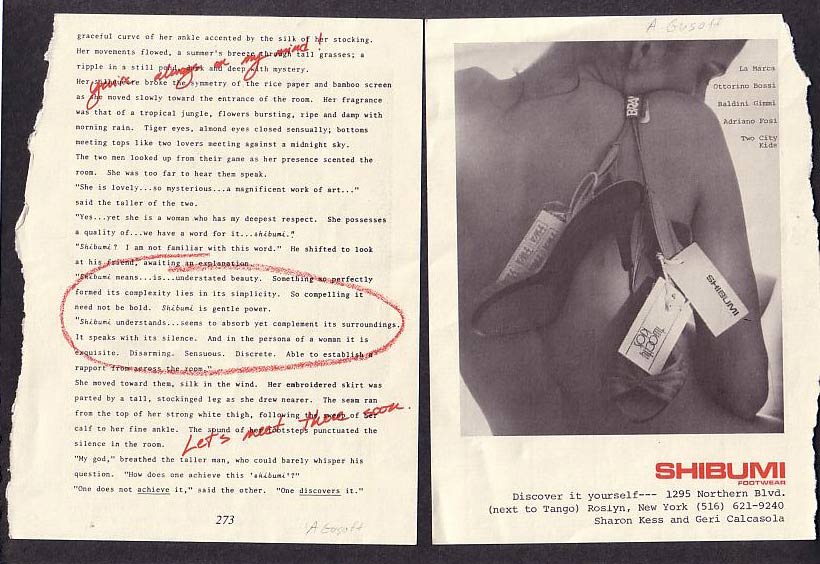 graceful curve of her ankle accented by the silk of her stocking.
Her movements flowed, a summer's breeze through tall grasses; a
ripple in a still pond, and deep with mystery.
always on my mind!
Her broke the symmetry of the rice paper and bamboo screen
as she moved slowly toward the entrance of the room. Her fragrance
was that of a tropical jungle, flowers bursting, ripe and damp with
morning rain. Tiger eyes, almond eyes closed sensually; bottoms
meeting tops like two lovers meeting against a midnight sky.
The two men looked up from their game as her presence scented the
room. She was too far to hear them speak.
"She is lovely...so mysterious...a magnificent work of art..."
said the taller of the two.
"Yes...yet she is a woman who has my deepest respect. She possesses
a quality of...we have a word for it...shibumi."
"Shibumi? I am not familiar with this word." He shifted to look
at his friend, awaiting an explanation.
"Shibumi means...is...understated beauty. Something so perfectly
formed its complexity lies in its simplicity. So compelling it
need not be bold. Shibumi is gentle power.
"Shibumi understands...seems to absorb yet complement its surroundings.
It speaks with its silence. And in the persona of a woman it is
exquisite. Disarming. Sensuous. Discrete. Able to establish a
rapport from across the room."
She moved toward them, silk in the wind. Her embroidered skirt was
parted by a tall, stockinged leg as she drew nearer. The seam ran
from the top of her strong white thigh, following the of her
calf to her fine ankle. The sound of her footsteps punctuated the
silence in the room.
Let's meet there soon.
"My god," breathed the taller man, who could barely whisper his
question. "How does one achieve this 'shibumi'?"
"One does not achieve it," said the other. "One discovers it."
273
A Gusoff
A-Gusoff
La Marca
Ottorino Bossi
Baldini Gimmi
Adriano Fosi
Two City
Kids
BRA
SHIBUMI
SHIBUMI
FOOTWEAR
Discover it yourself--- 1295 Northern Blvd.
(next to Tango) Roslyn, New York (516) 621-9240
Sharon Kess and Geri Calcasola